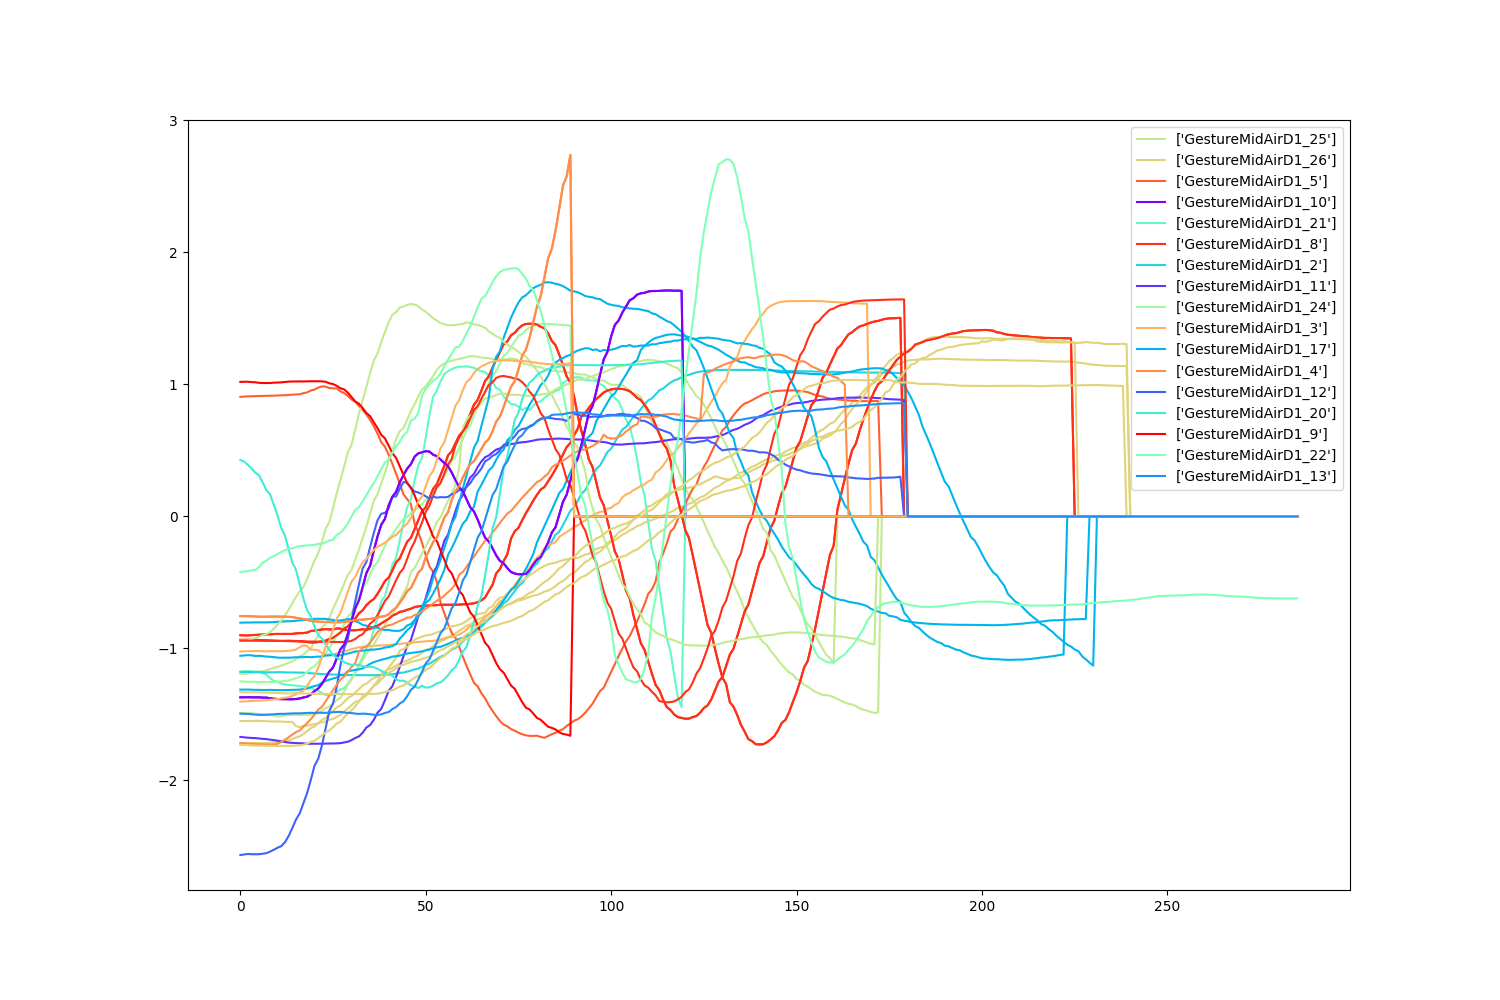 3
2
1
0
−1
−2
0
50
100
150
200
250
['GestureMidAirD1_25']
['GestureMidAirD1_26']
['GestureMidAirD1_5']
['GestureMidAirD1_10']
['GestureMidAirD1_21']
['GestureMidAirD1_8']
['GestureMidAirD1_2']
['GestureMidAirD1_11']
['GestureMidAirD1_24']
['GestureMidAirD1_3']
['GestureMidAirD1_17']
['GestureMidAirD1_4']
['GestureMidAirD1_12']
['GestureMidAirD1_20']
['GestureMidAirD1_9']
['GestureMidAirD1_22']
['GestureMidAirD1_13']